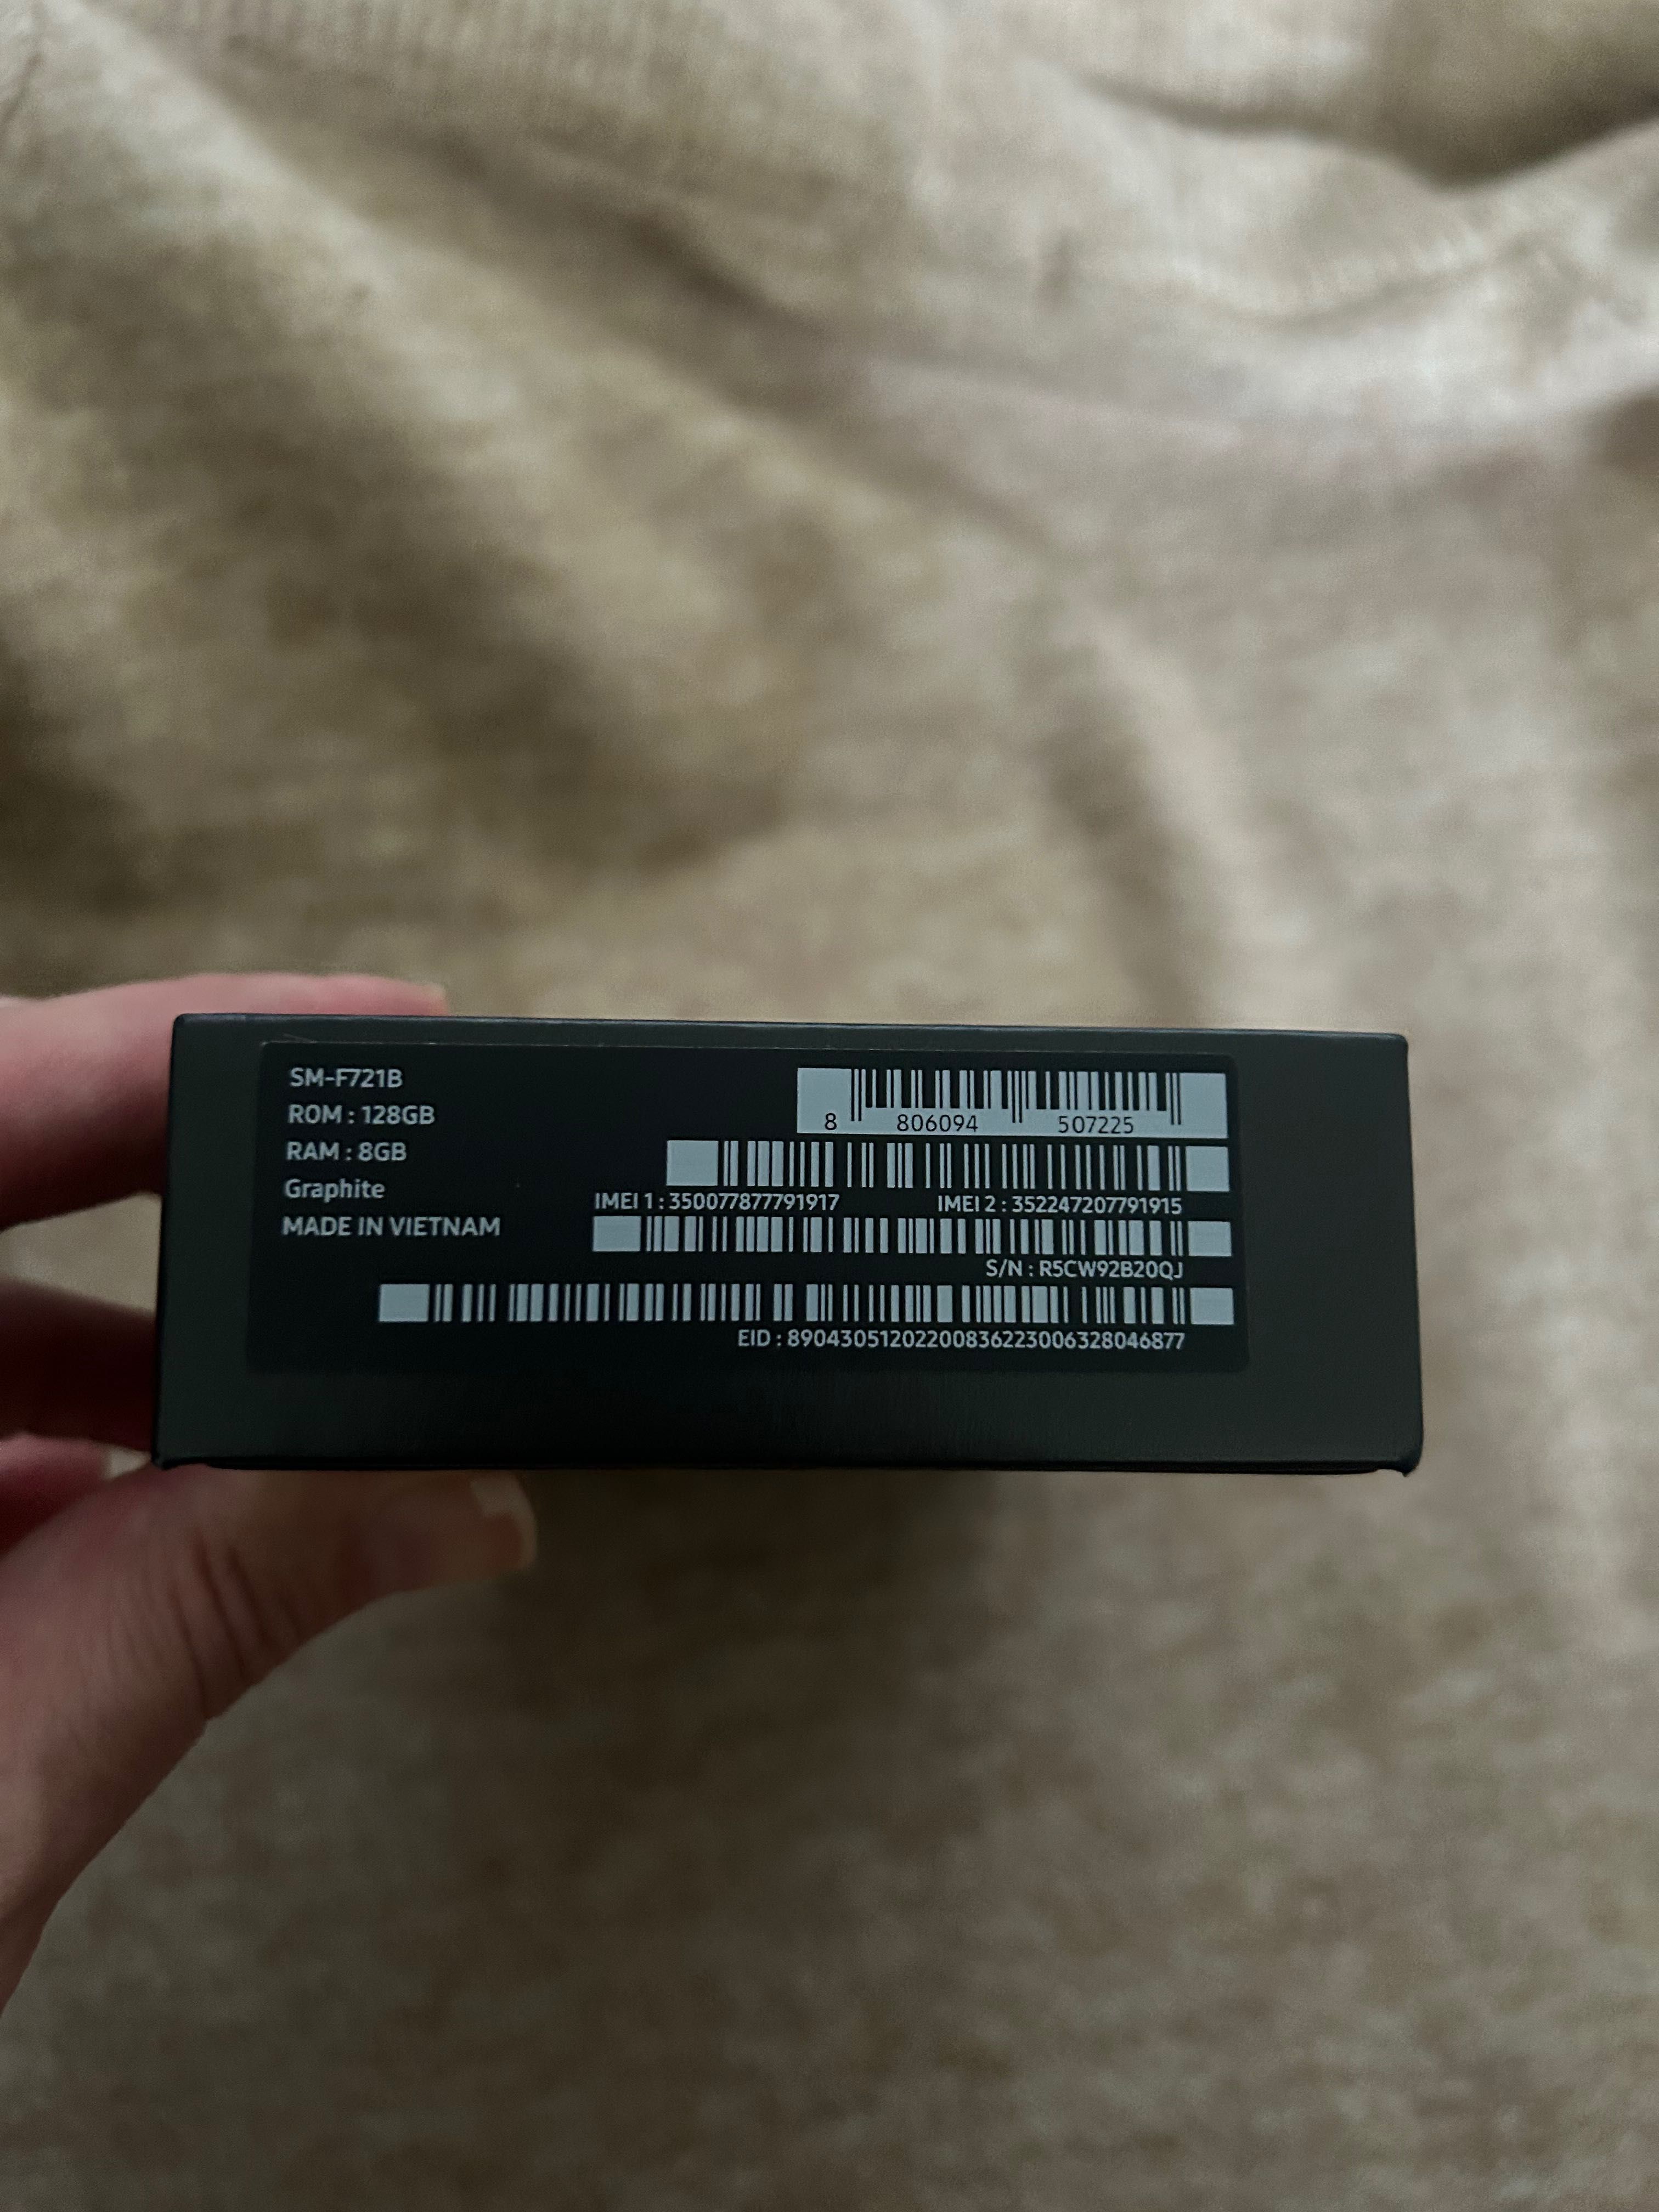 SM-F721B
ROM : 128GB
RAM : 8GB
Graphite
MADE IN VIETNAM
8 806094 507225
IMEI 1 : 350077877791917 IMEI 2 : 352247207791915
S/N : R5CW92B20QJ
EID : 89043051202200836223006328046877